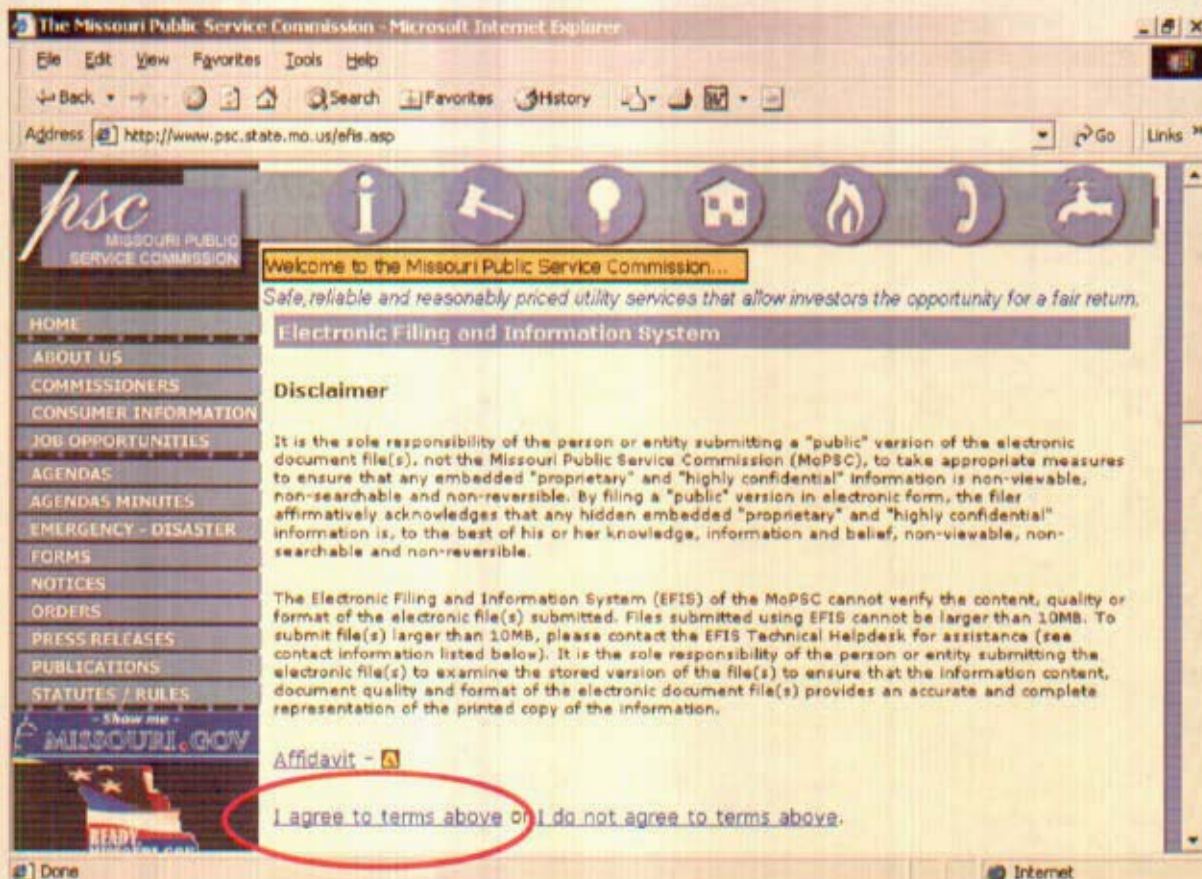 The Missouri Public Service Commission - Microsoft Internet Explorer
File Edit View Favorites Tools Help
Back Search Favorites History
Address http://www.psc.state.mo.us/efis.asp Go Links »
psc
MISSOURI PUBLIC
SERVICE COMMISSION
Welcome to the Missouri Public Service Commission...
Safe, reliable and reasonably priced utility services that allow investors the opportunity for a fair return.
HOME
ABOUT US
COMMISSIONERS
CONSUMER INFORMATION
JOB OPPORTUNITIES
AGENDAS
AGENDAS MINUTES
EMERGENCY - DISASTER
FORMS
NOTICES
ORDERS
PRESS RELEASES
PUBLICATIONS
STATUTES / RULES
- Show me -
MISSOURI.GOV
READY
Electronic Filing and Information System
Disclaimer
It is the sole responsibility of the person or entity submitting a "public" version of the electronic
document file(s), not the Missouri Public Service Commission (MoPSC), to take appropriate measures
to ensure that any embedded "proprietary" and "highly confidential" information is non-viewable,
non-searchable and non-reversible. By filing a "public" version in electronic form, the filer
affirmatively acknowledges that any hidden embedded "proprietary" and "highly confidential"
information is, to the best of his or her knowledge, information and belief, non-viewable, non-
searchable and non-reversible.
The Electronic Filing and Information System (EFIS) of the MoPSC cannot verify the content, quality or
format of the electronic file(s) submitted. Files submitted using EFIS cannot be larger than 10MB. To
submit file(s) larger than 10MB, please contact the EFIS Technical Helpdesk for assistance (see
contact information listed below). It is the sole responsibility of the person or entity submitting the
electronic file(s) to examine the stored version of the file(s) to ensure that the information content,
document quality and format of the electronic document file(s) provides an accurate and complete
representation of the printed copy of the information.
Affidavit -
I agree to terms above or I do not agree to terms above.
Done Internet